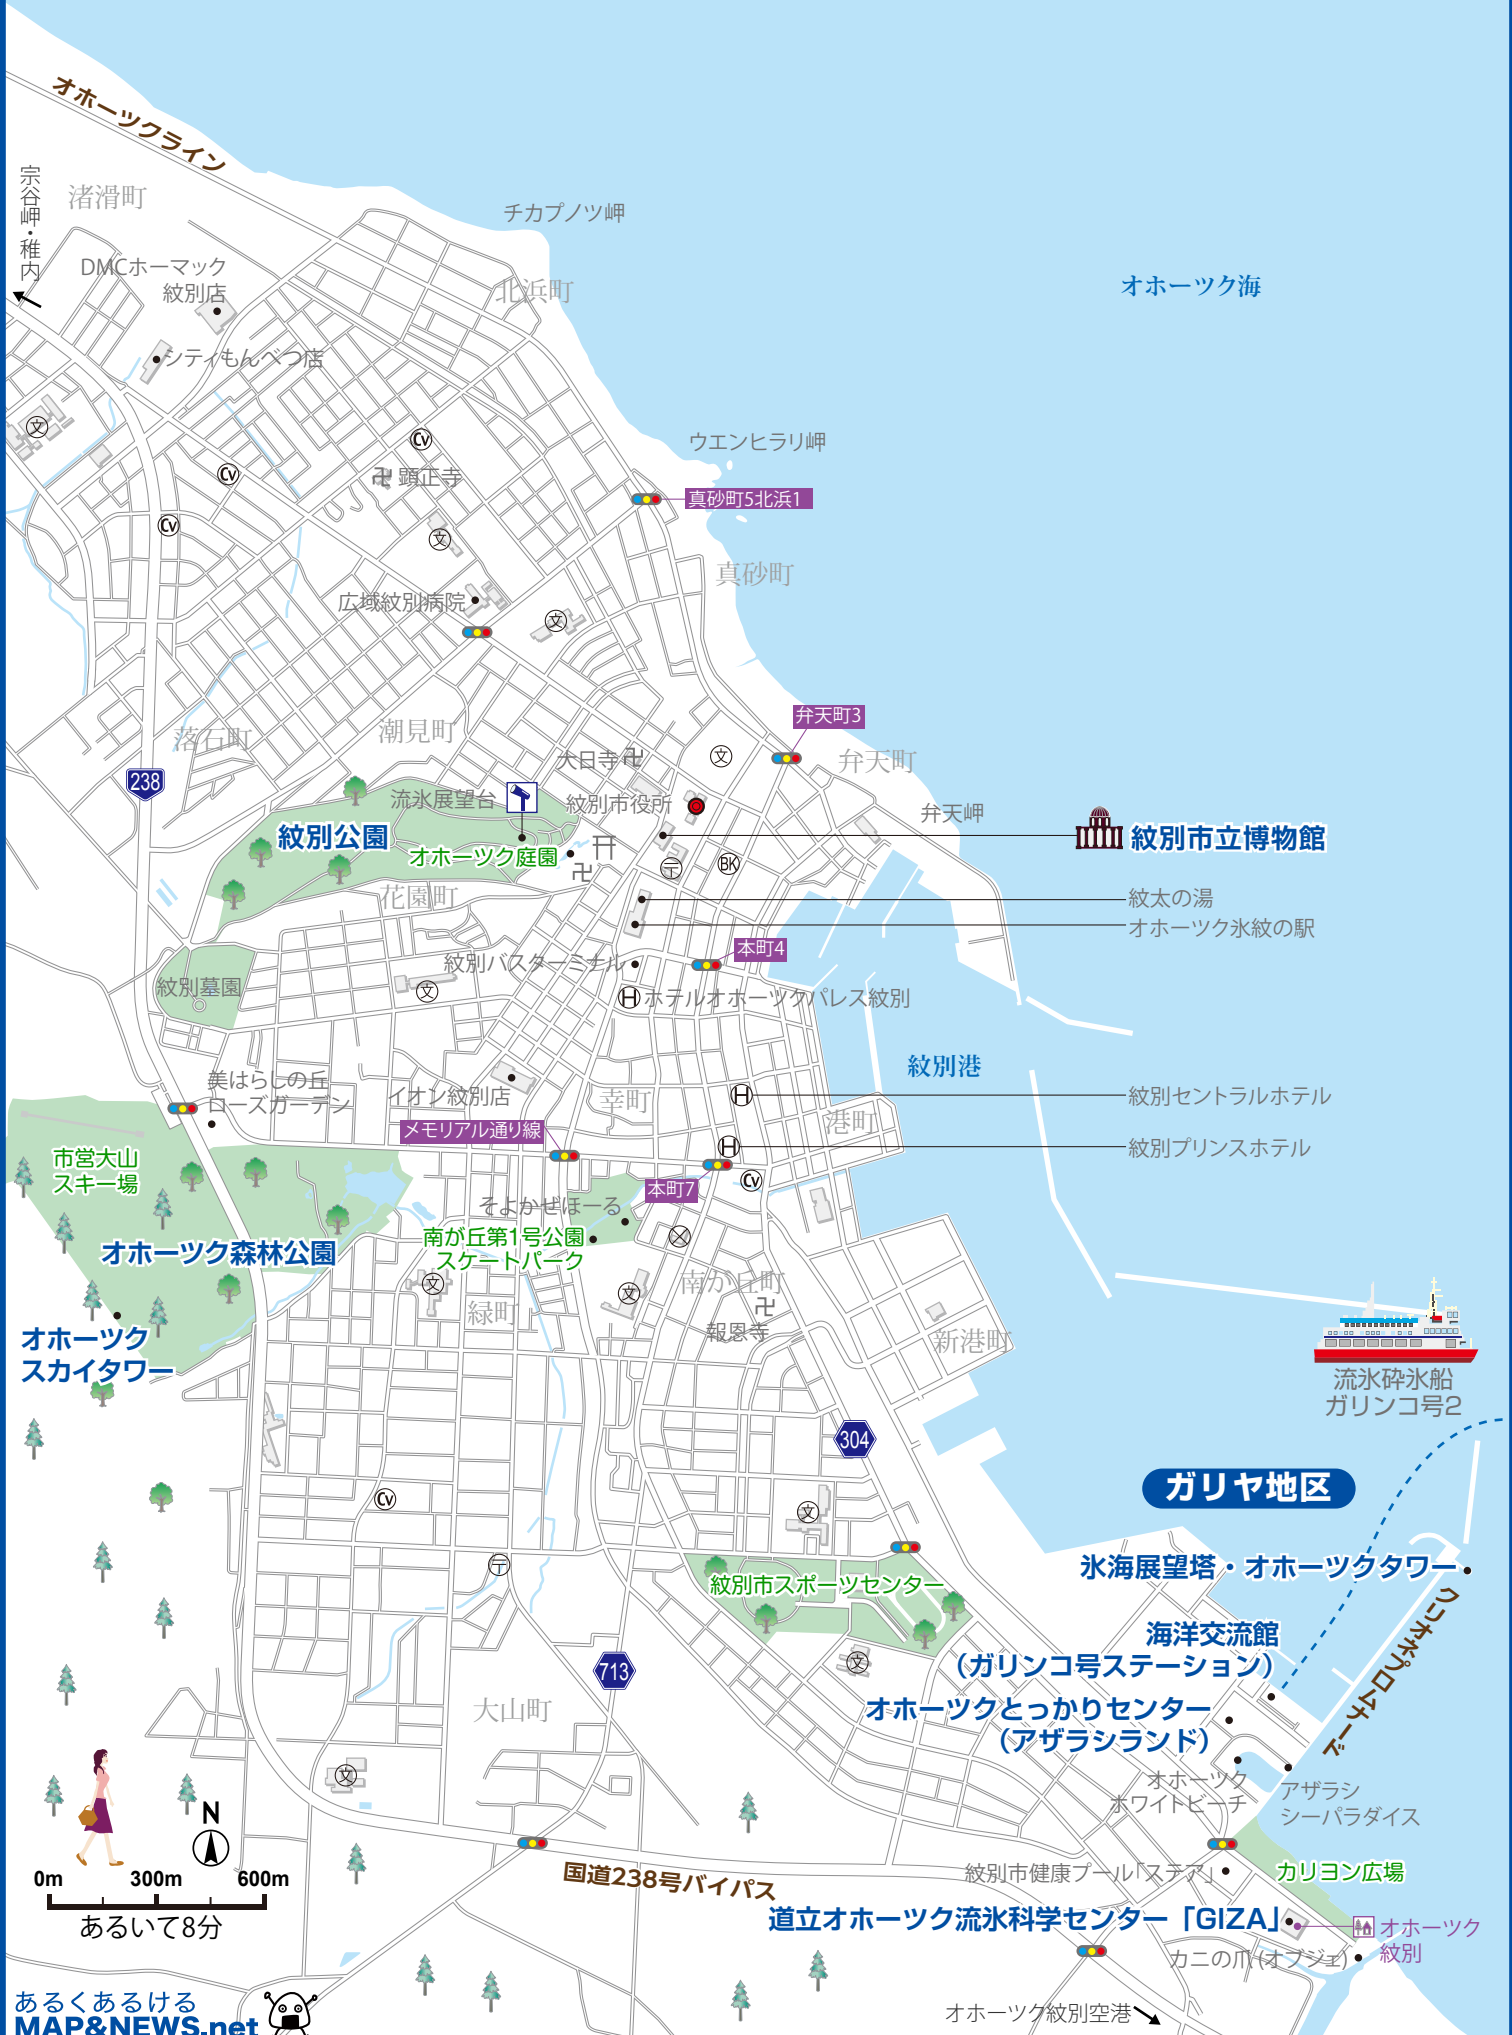 オホーツクライン
宗谷岬・稚内
渚滑町
チカプノツ岬
DMCホーマック
紋別店
北浜町
オホーツク海
シティもんべつ店
文
Cv
ウエンヒラリ岬
Cv
卍 顕正寺
真砂町5北浜1
Cv
文
真砂町
広域紋別病院
文
弁天町3
潮見町
落石町
大日寺 卍
文
弁天町
238
流氷展望台
紋別市役所
弁天岬
紋別公園
紋別市立博物館
オホーツク庭園
卍
〒
BK
花園町
紋太の湯
オホーツク氷紋の駅
本町4
紋別バスターミナル
紋別墓園
文
H ホテルオホーツクパレス紋別
紋別港
美はらしの丘
ローズガーデン
イオン紋別店
幸町
H
紋別セントラルホテル
港町
メモリアル通り線
H
紋別プリンスホテル
市営大山
スキー場
本町7
Cv
そよかぜほーる
南が丘第1号公園
スケートパーク
オホーツク森林公園
文
文
南が丘町
緑町
卍
報恩寺
新港町
オホーツク
スカイタワー
流氷砕氷船
ガリンコ号2
304
ガリヤ地区
Cv
文
〒
氷海展望塔・オホーツクタワー
紋別市スポーツセンター
クリオネプロムナード
海洋交流館
(ガリンコ号ステーション)
文
713
オホーツクとっかりセンター
(アザラシランド)
大山町
文
オホーツク
ホワイトビーチ
アザラシ
シーパラダイス
N
0m 300m 600m
あるいて8分
国道238号バイパス
紋別市健康プール「ステア」
カリヨン広場
道立オホーツク流氷科学センター「GIZA」
オホーツク
紋別
カニの爪(オブジェ)
オホーツク紋別空港
あるくあるける
MAP&NEWS.net